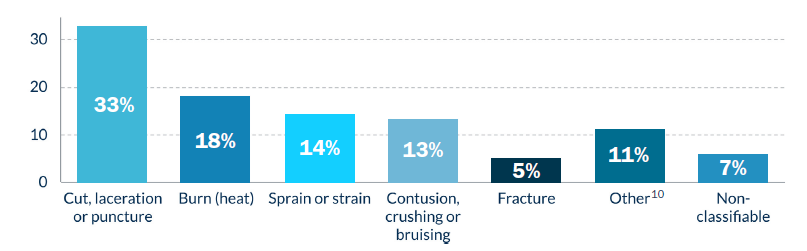 30
20
10
0
33%
18%
14%
13%
5%
11%
7%
Cut, laceration
or puncture
Burn (heat)
Sprain or strain
Contusion,
crushing or
bruising
Fracture
Other10
Non-
classifiable